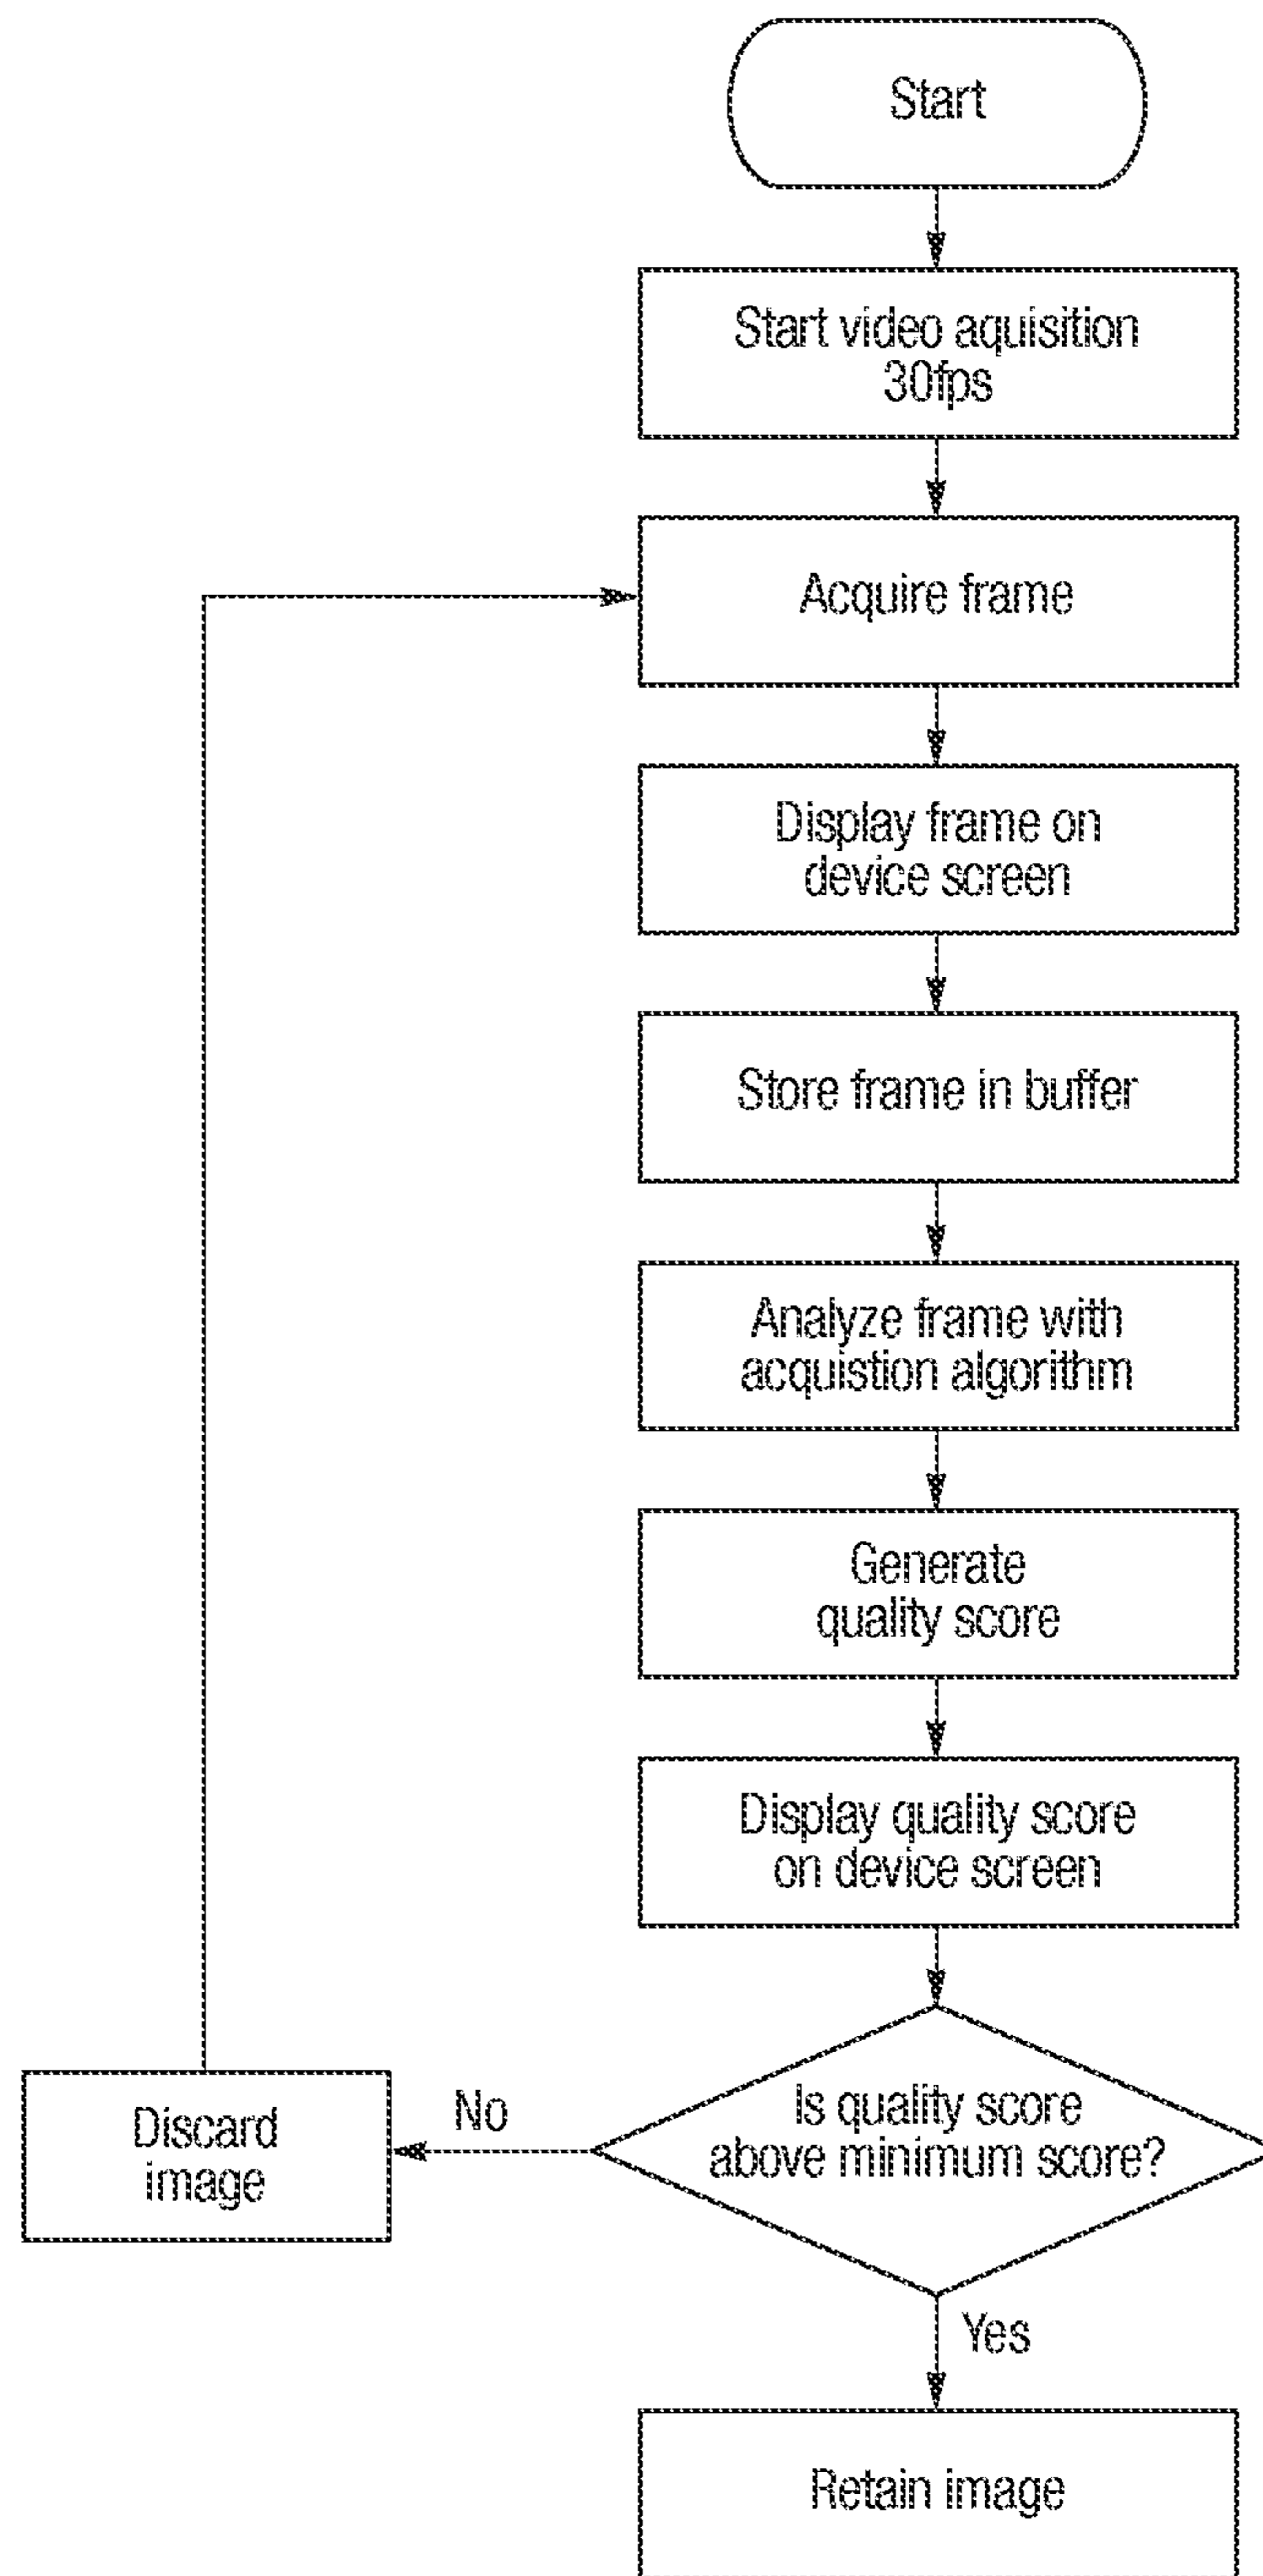 Start
Start video aquisition
30fps
Acquire frame
Display frame on
device screen
Store frame in buffer
Analyze frame with
acquistion algorithm
Generate
quality score
Display quality score
on device screen
Is quality score
above minimum score?
No
Discard
image
Yes
Retain image